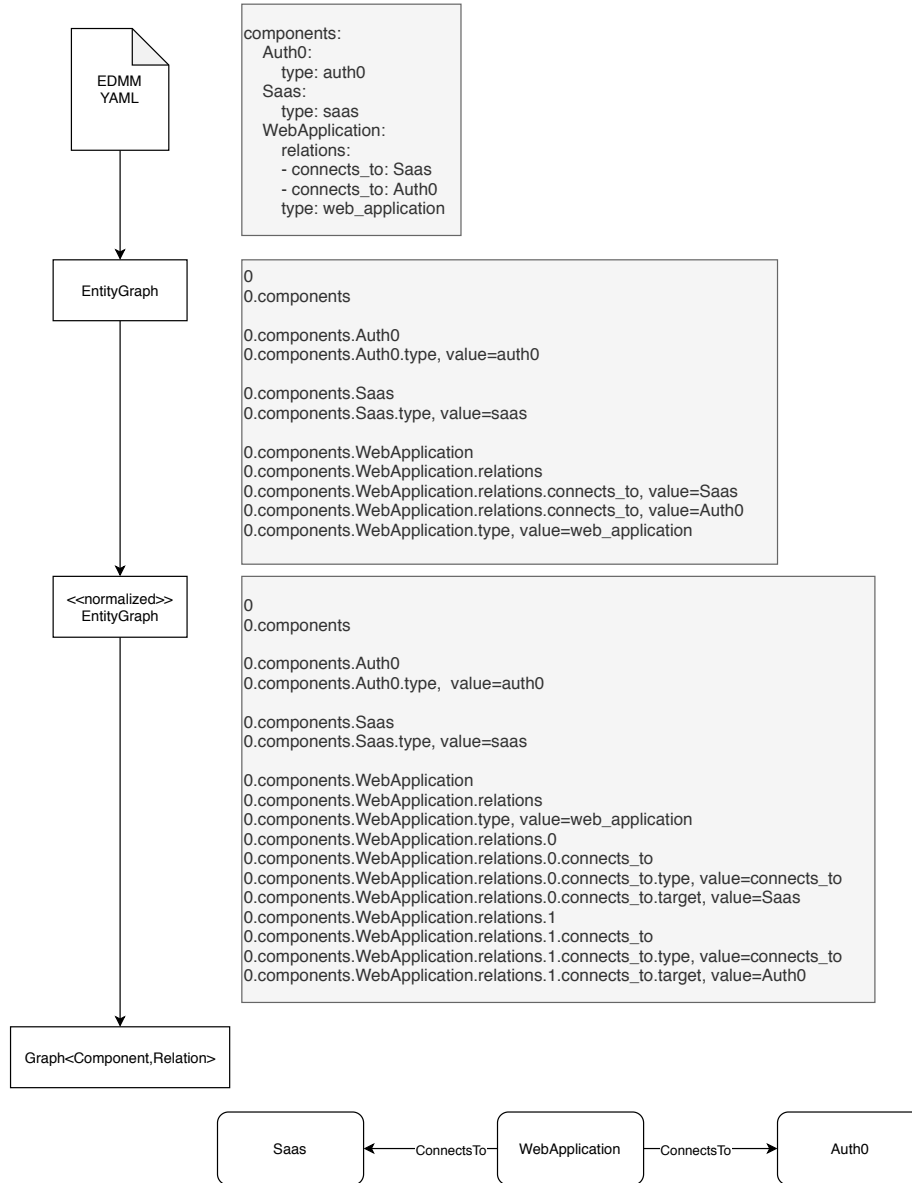 EDMM
YAML
components:
Auth0:
type: auth0
Saas:
type: saas
WebApplication:
relations:
- connects_to: Saas
- connects_to: Auth0
type: web_application
EntityGraph
0
0.components
0.components.Auth0
0.components.Auth0.type, value=auth0
0.components.Saas
0.components.Saas.type, value=saas
0.components.WebApplication
0.components.WebApplication.relations
0.components.WebApplication.relations.connects_to, value=Saas
0.components.WebApplication.relations.connects_to, value=Auth0
0.components.WebApplication.type, value=web_application
<<normalized>>
EntityGraph
0
0.components
0.components.Auth0
0.components.Auth0.type,  value=auth0
0.components.Saas
0.components.Saas.type, value=saas
0.components.WebApplication
0.components.WebApplication.relations
0.components.WebApplication.type, value=web_application
0.components.WebApplication.relations.0
0.components.WebApplication.relations.0.connects_to
0.components.WebApplication.relations.0.connects_to.type, value=connects_to
0.components.WebApplication.relations.0.connects_to.target, value=Saas
0.components.WebApplication.relations.1
0.components.WebApplication.relations.1.connects_to
0.components.WebApplication.relations.1.connects_to.type, value=connects_to
0.components.WebApplication.relations.1.connects_to.target, value=Auth0
Graph<Component,Relation>
Saas
ConnectsTo
WebApplication
ConnectsTo
Auth0